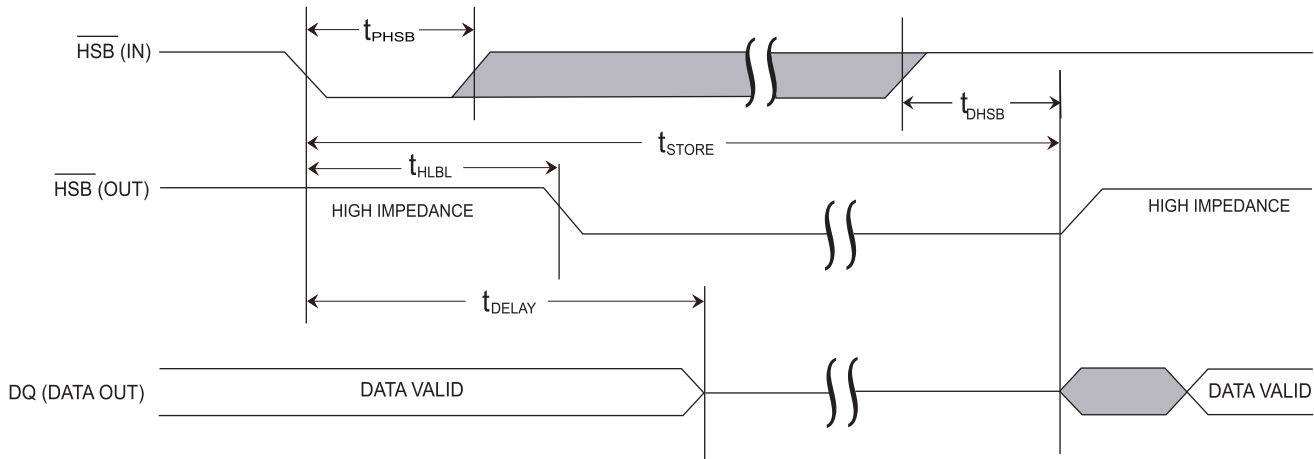 tPHSB
HSB (IN)
tDHSB
tSTORE
tHLBL
HSB (OUT)
HIGH IMPEDANCE
HIGH IMPEDANCE
tDELAY
DQ (DATA OUT)
DATA VALID
DATA VALID